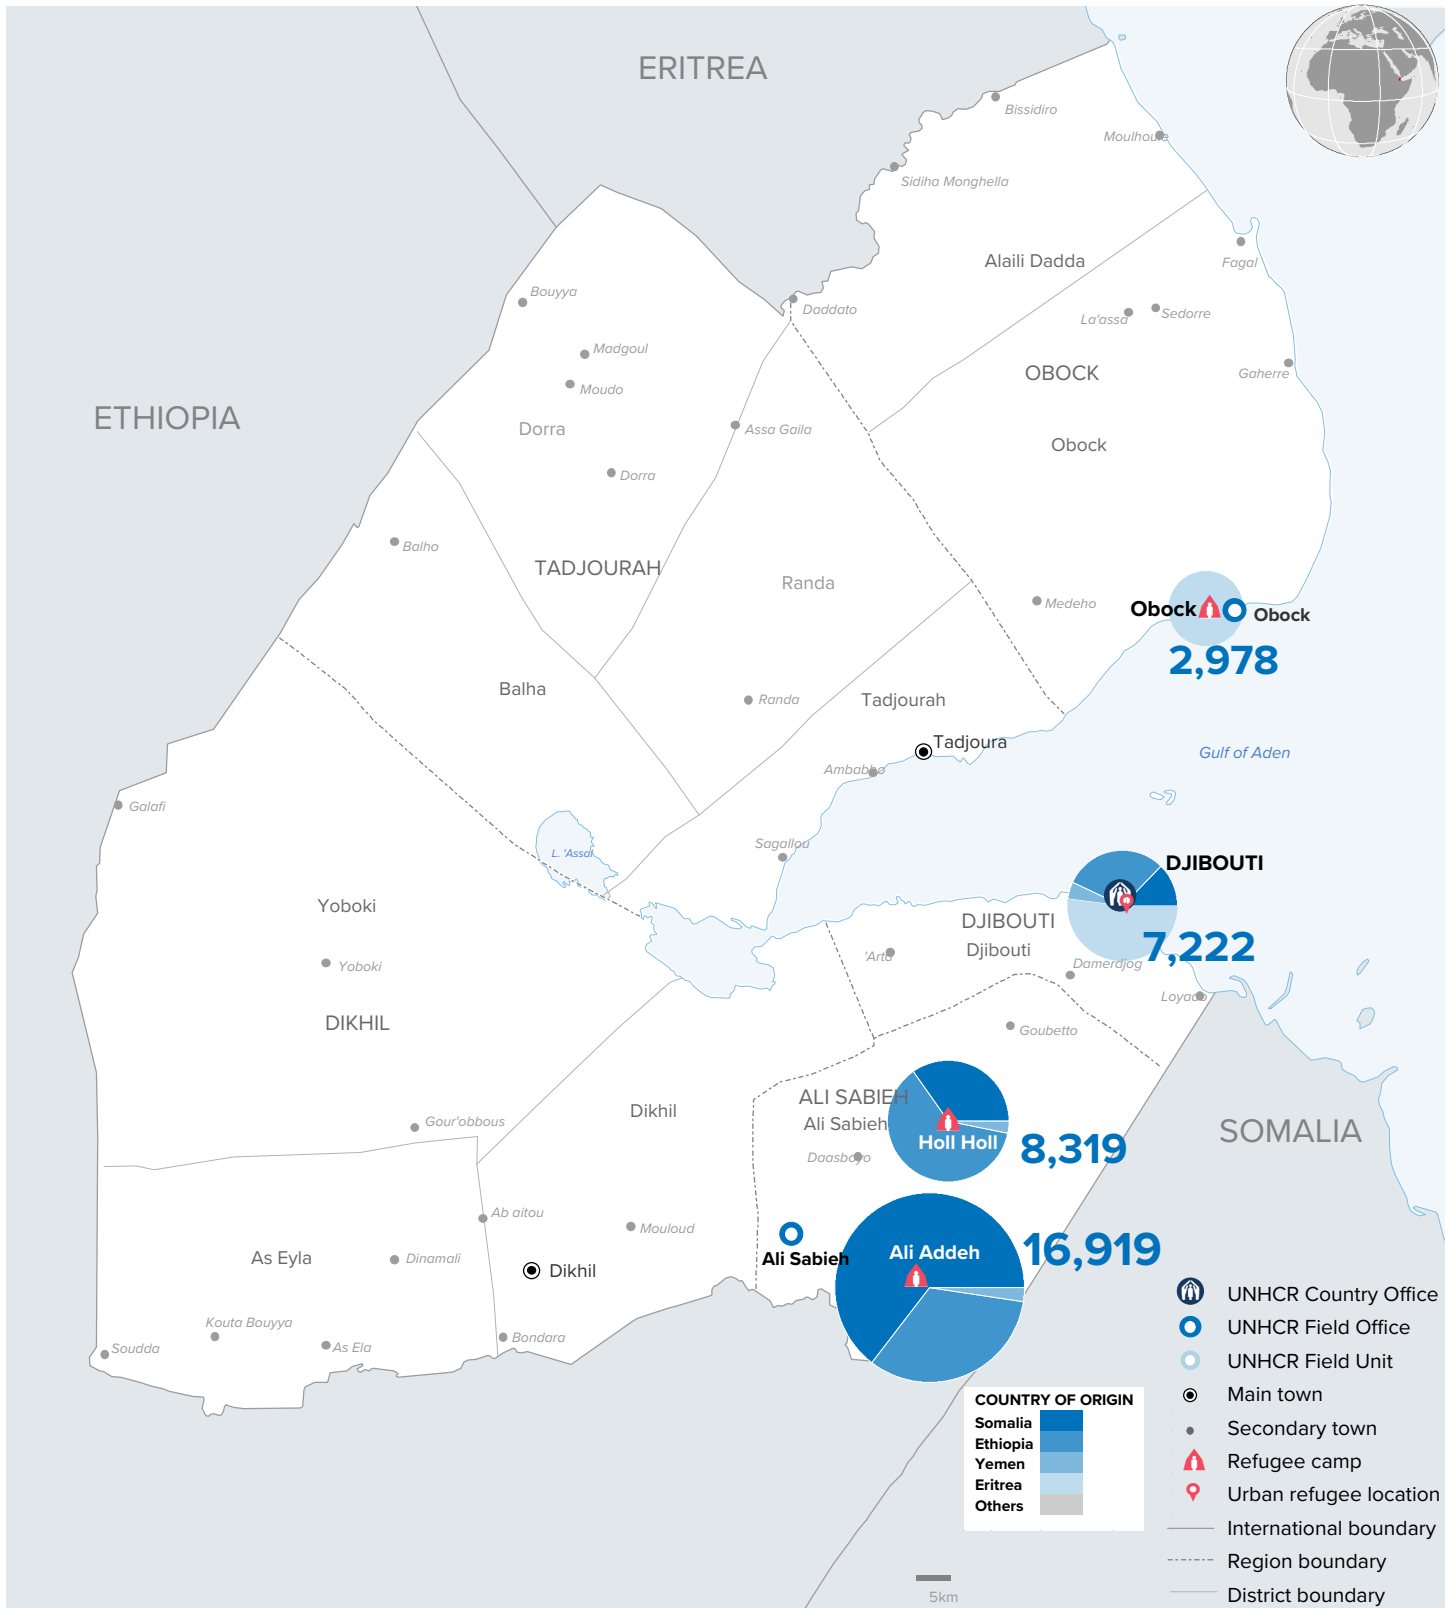 ERITREA
Bissidiro
Moulhoule
Sidiha Monghella
Alaili Dadda
Fagal
Bouyya
Daddato
La'assa
Sedorre
Madgoul
OBOCK
Gaherre
Moudo
ETHIOPIA
Dorra
Assa Gaila
Obock
Dorra
Balho
TADJOURAH
Randa
Medeho
Obock
Obock
2,978
Balha
Randa
Tadjourah
Tadjoura
Gulf of Aden
Ambabbo
Galafi
Sagallou
L. 'Assal
DJIBOUTI
Yoboki
DJIBOUTI
Djibouti
7,222
'Arta
Yoboki
Damerdjog
Loyado
DIKHIL
Goubetto
ALI SABIEH
Dikhil
Gour'obbous
Ali Sabieh
SOMALIA
Holl Holl
8,319
Daasbayo
Ab aitou
Mouloud
As Eyla
Dinamali
Dikhil
Ali Sabieh
Ali Addeh
16,919
Kouta Bouyya
Soudda
As Ela
Bondara
COUNTRY OF ORIGIN
Somalia
Ethiopia
Yemen
Eritrea
Others
UNHCR Country Office
UNHCR Field Office
UNHCR Field Unit
Main town
Secondary town
Refugee camp
Urban refugee location
International boundary
Region boundary
District boundary
5km